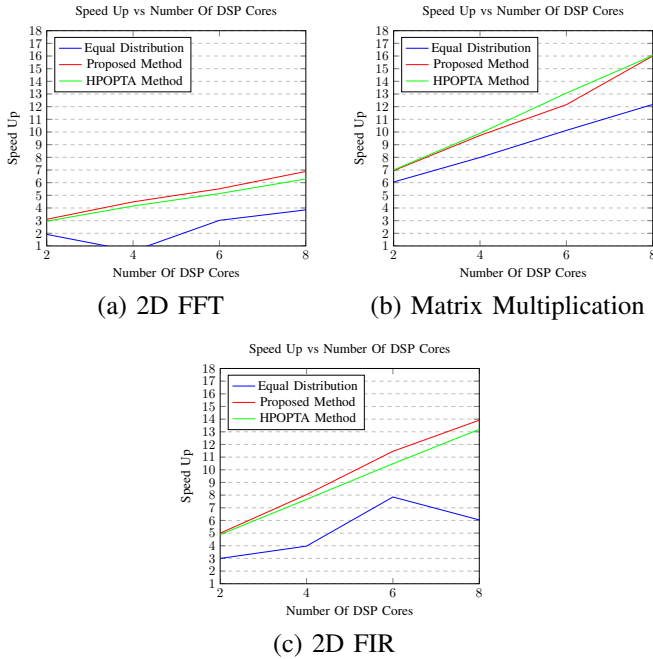 Speed Up vs Number Of DSP Cores
18
17
16
15
14
13
12
11
10
9
8
7
6
5
4
3
2
1
Speed Up
Equal Distribution
Proposed Method
HPOPTA Method
2 4 6 8
Number Of DSP Cores
(a) 2D FFT
Speed Up vs Number Of DSP Cores
18
17
16
15
14
13
12
11
10
9
8
7
6
5
4
3
2
1
Speed Up
Equal Distribution
Proposed Method
HPOPTA Method
2 4 6 8
Number Of DSP Cores
(b) Matrix Multiplication
Speed Up vs Number Of DSP Cores
18
17
16
15
14
13
12
11
10
9
8
7
6
5
4
3
2
1
Speed Up
Equal Distribution
Proposed Method
HPOPTA Method
2 4 6 8
Number Of DSP Cores
(c) 2D FIR